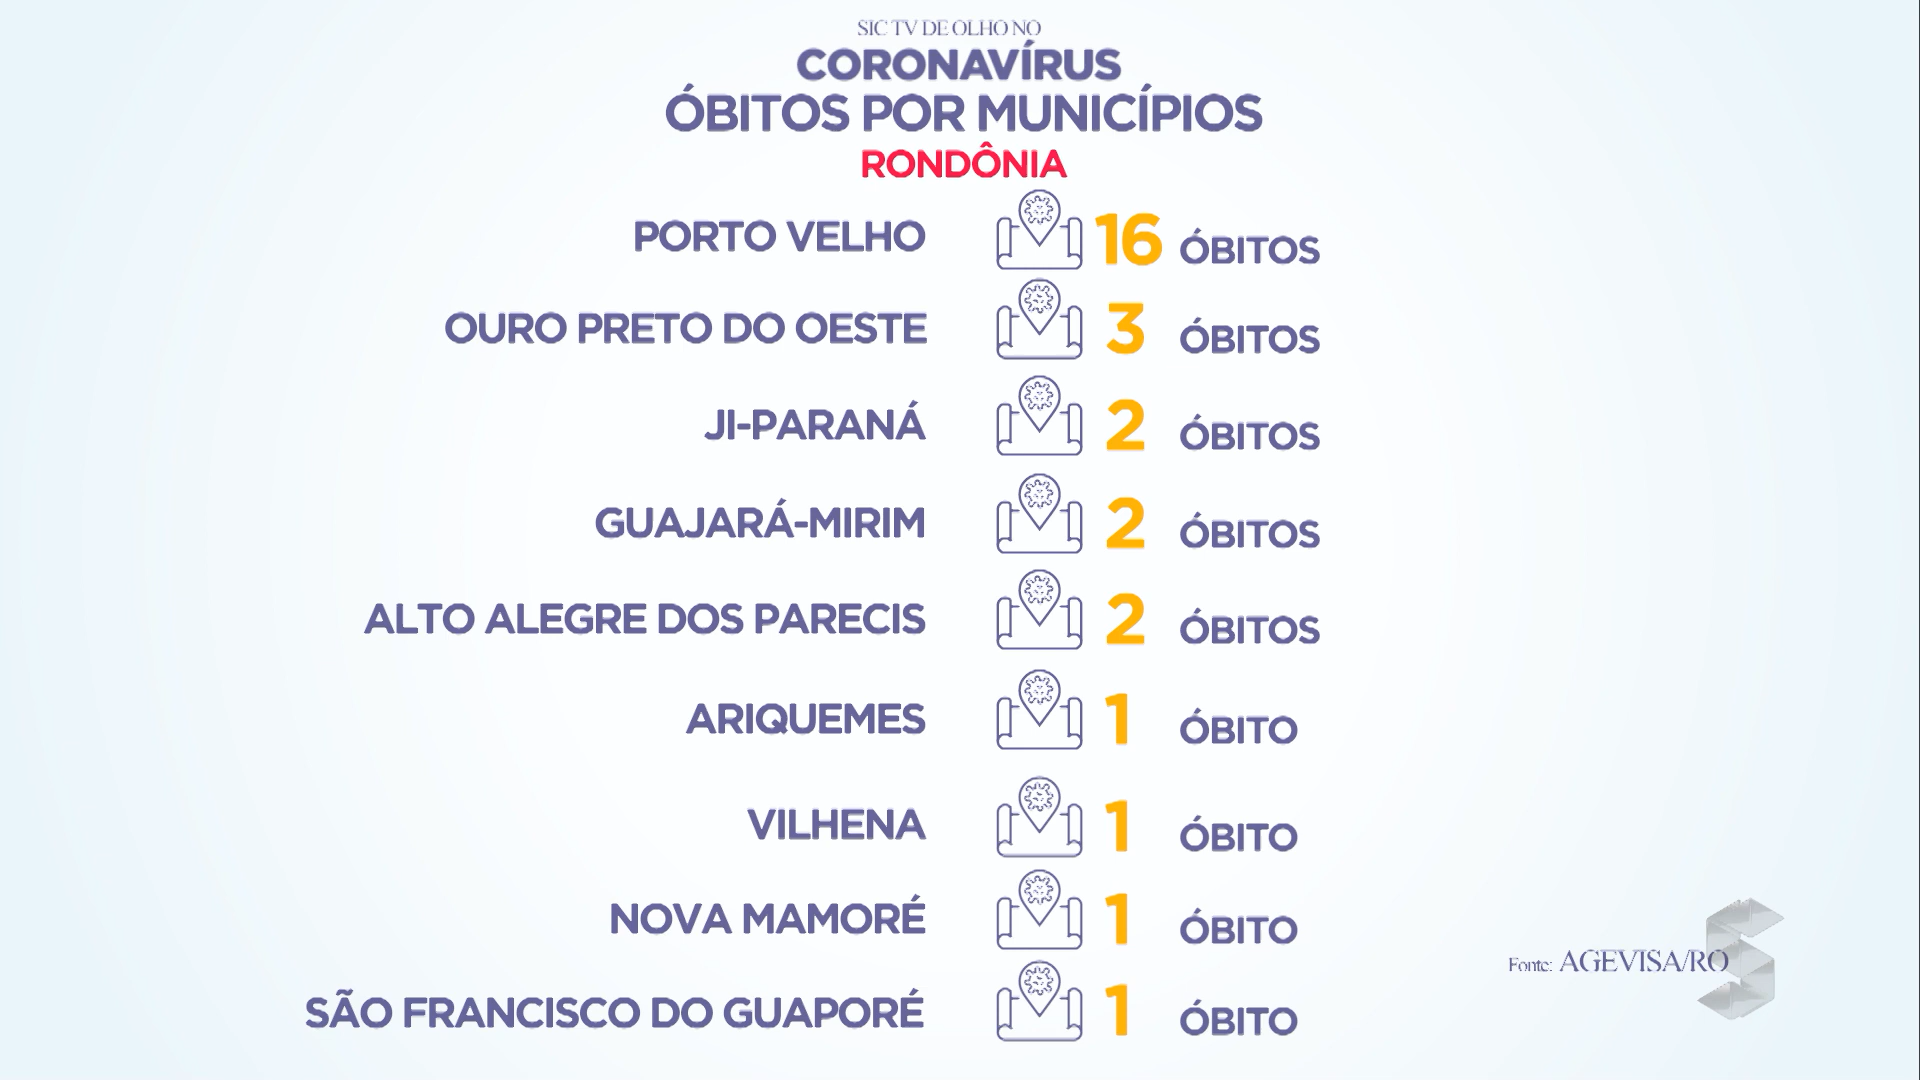 SIC TV DE OLHO NO
CORONAVÍRUS
ÓBITOS POR MUNICÍPIOS
RONDÔNIA
PORTO VELHO 16 ÓBITOS
OURO PRETO DO OESTE 3 ÓBITOS
JI-PARANÁ 2 ÓBITOS
GUAJARÁ-MIRIM 2 ÓBITOS
ALTO ALEGRE DOS PARECIS 2 ÓBITOS
ARIQUEMES 1 ÓBITO
VILHENA 1 ÓBITO
NOVA MAMORÉ 1 ÓBITO
SÃO FRANCISCO DO GUAPORÉ 1 ÓBITO
Fonte: AGEVISA/RO